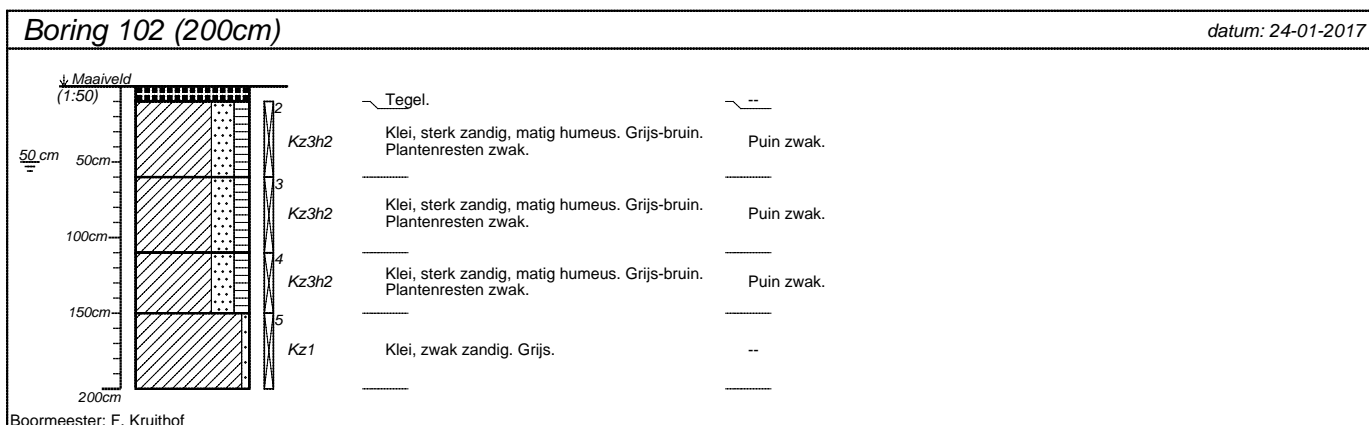 Boring 102 (200cm)
datum: 24-01-2017
Maaiveld
(1:50)
Tegel.
--
2
Kz3h2
Klei, sterk zandig, matig humeus. Grijs-bruin.
Plantenresten zwak.
Puin zwak.
50 cm
50cm
3
Kz3h2
Klei, sterk zandig, matig humeus. Grijs-bruin.
Plantenresten zwak.
Puin zwak.
100cm
4
Kz3h2
Klei, sterk zandig, matig humeus. Grijs-bruin.
Plantenresten zwak.
Puin zwak.
150cm
5
Kz1
Klei, zwak zandig. Grijs.
--
200cm
Boormeester: F. Kruithof